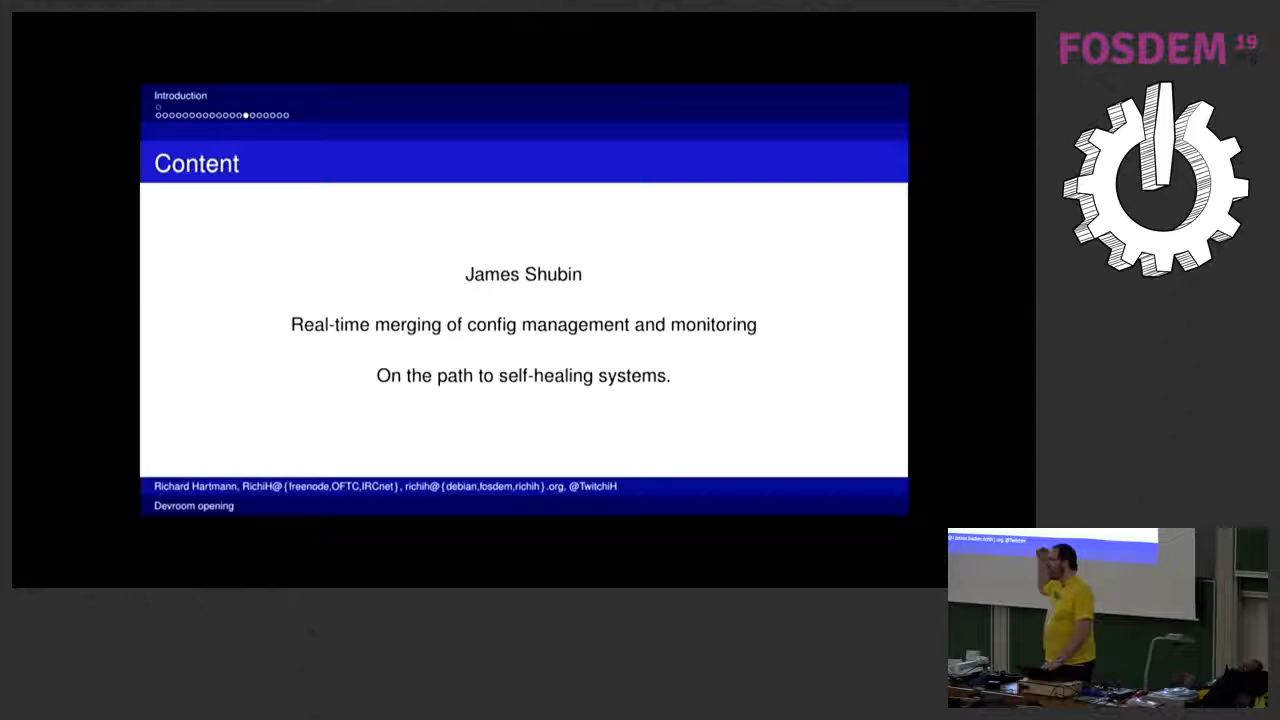 FOSDEM 19
Introduction
Content
James Shubin
Real-time merging of config management and monitoring
On the path to self-healing systems.
Richard Hartmann, RichiH@{freenode,OFTC,IRCnet}, richih@{debian,fosdem,richih}.org, @TwitchiH
Devroom opening